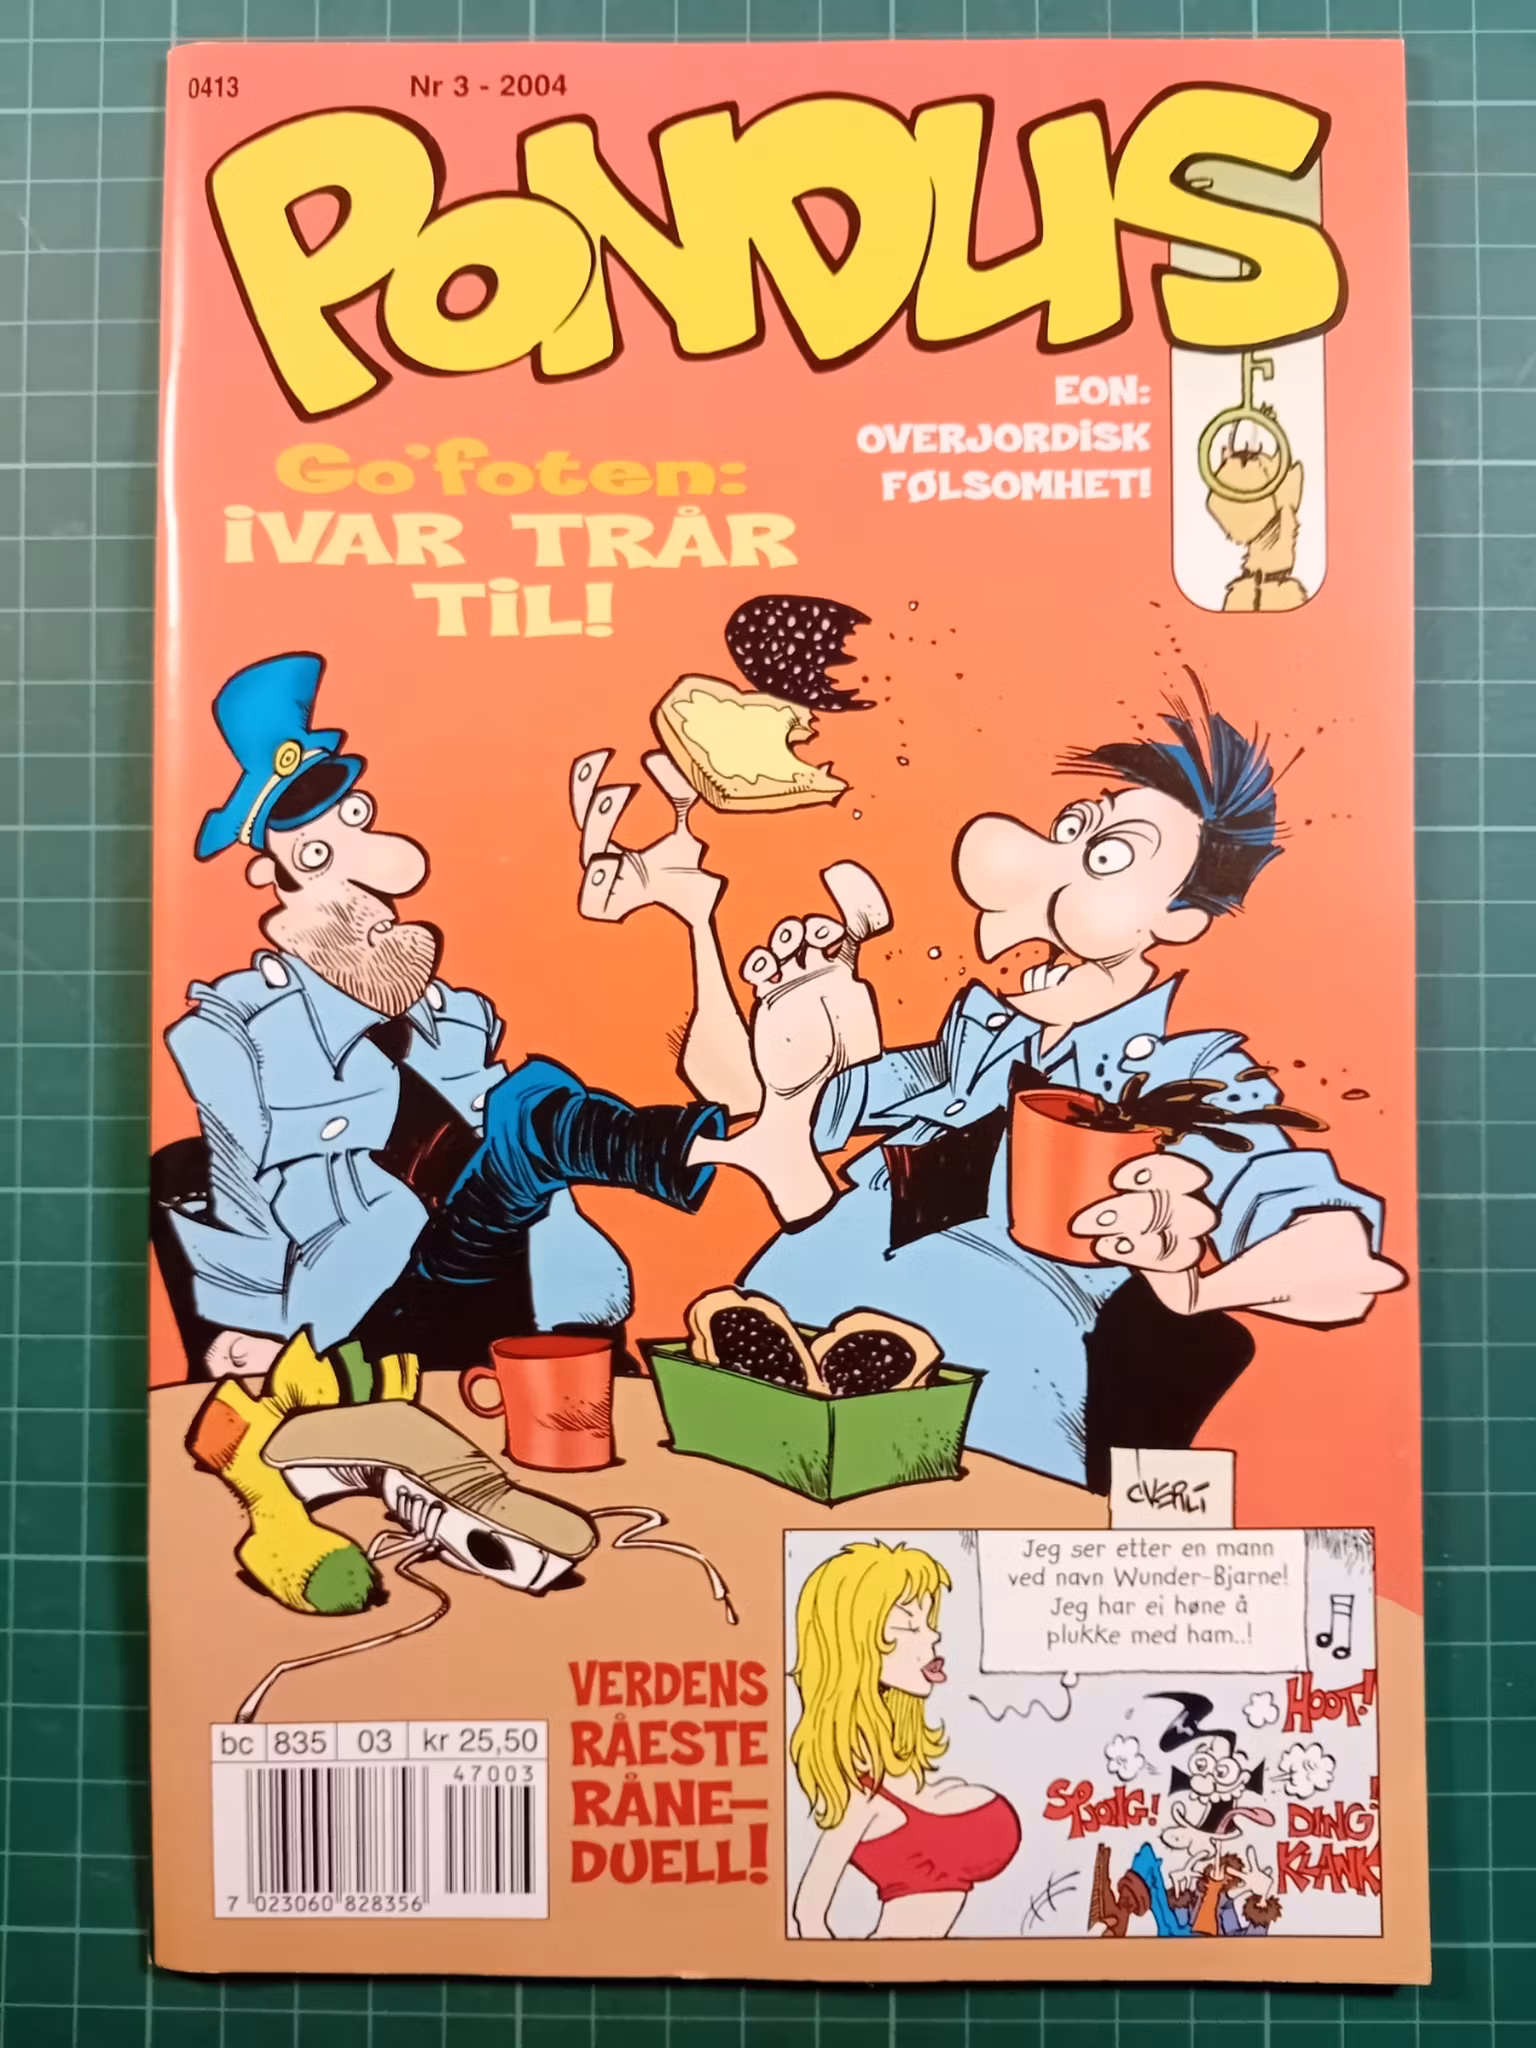 0413
Nr 3 - 2004
PONDUS
EON:
OVERJORDISK
FØLSOMHET!
Go'foten:
iVAR TRÅR
TiL!
CVERLi
Jeg ser etter en mann
ved navn Wunder-Bjarne!
Jeg har ei høne å
plukke med ham..!
HOOT!
SPJOIG!
DING!
KLANK
VERDENS
RÅESTE
RÅNE-
DUELL!
bc 835 03 kr 25,50
47003
7 023060 828356